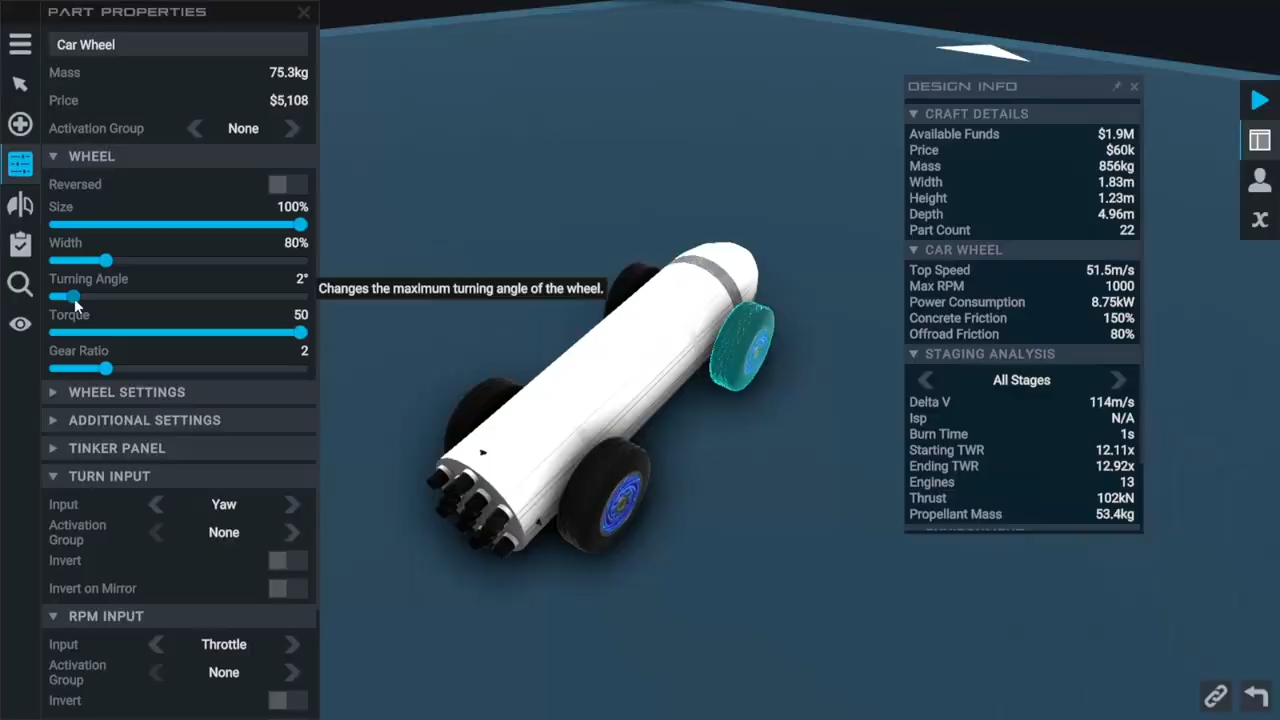 PART PROPERTIES
Car Wheel
Mass 75.3kg
Price $5,108
Activation Group None
WHEEL
Reversed
Size 100%
Width 80%
Turning Angle 2°
Changes the maximum turning angle of the wheel.
Torque 50
Gear Ratio 2
WHEEL SETTINGS
ADDITIONAL SETTINGS
TINKER PANEL
TURN INPUT
Input Yaw
Activation Group None
Invert
Invert on Mirror
RPM INPUT
Input Throttle
Activation Group None
Invert
DESIGN INFO
CRAFT DETAILS
Available Funds $1.9M
Price $60k
Mass 856kg
Width 1.83m
Height 1.23m
Depth 4.96m
Part Count 22
CAR WHEEL
Top Speed 51.5m/s
Max RPM 1000
Power Consumption 8.75kW
Concrete Friction 150%
Offroad Friction 80%
STAGING ANALYSIS
All Stages
Delta V 114m/s
Isp N/A
Burn Time 1s
Starting TWR 12.11x
Ending TWR 12.92x
Engines 13
Thrust 102kN
Propellant Mass 53.4kg